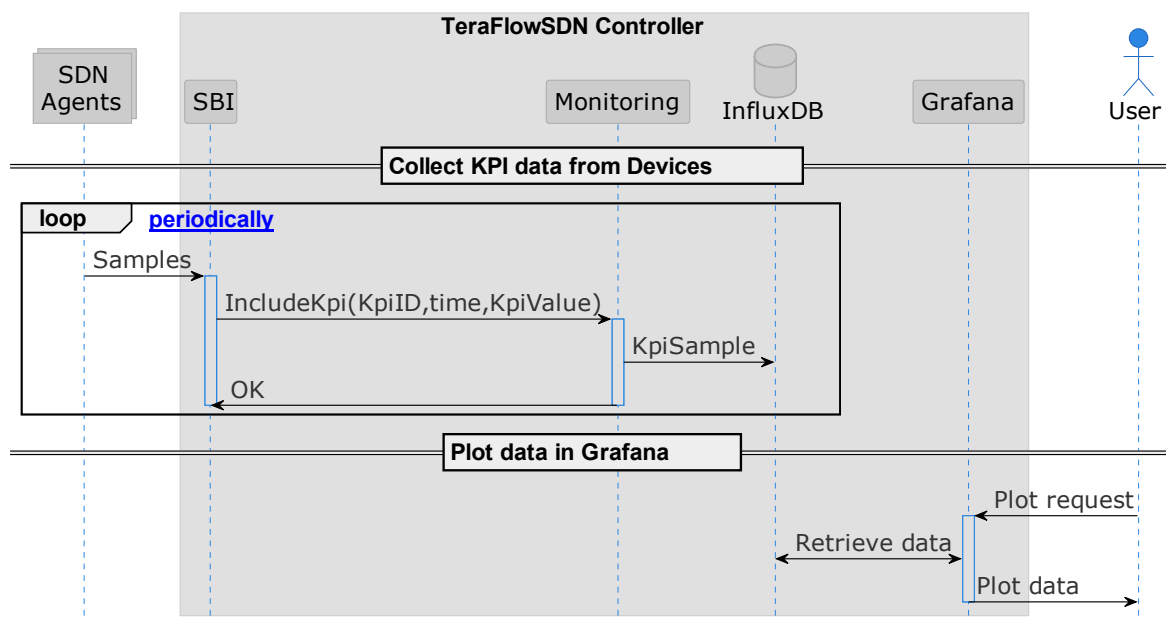 TeraFlowSDN Controller
SDN
Agents
SBI
Monitoring
InfluxDB
Grafana
User
Collect KPI data from Devices
loop
periodically
Samples
IncludeKpi(KpiID,time,KpiValue)
KpiSample
OK
Plot data in Grafana
Plot request
Retrieve data
Plot data